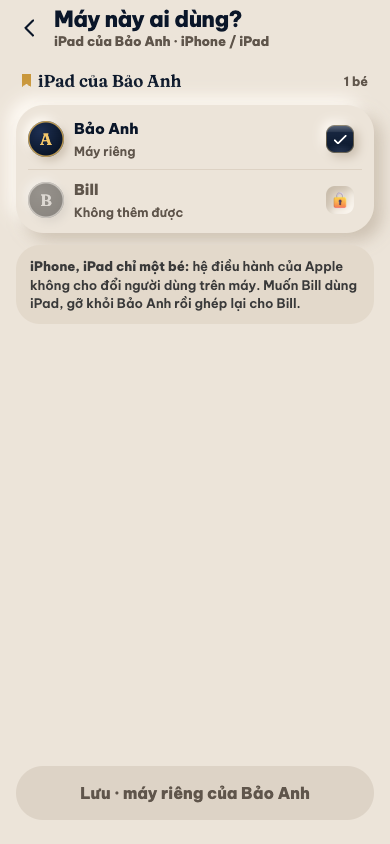 Máy này ai dùng?
iPad của Bảo Anh · iPhone / iPad
iPad của Bảo Anh
1 bé
A
Bảo Anh
Máy riêng
B
Bill
Không thêm được
iPhone, iPad chỉ một bé: hệ điều hành của Apple
không cho đổi người dùng trên máy. Muốn Bill dùng
iPad, gỡ khỏi Bảo Anh rồi ghép lại cho Bill.
Lưu · máy riêng của Bảo Anh